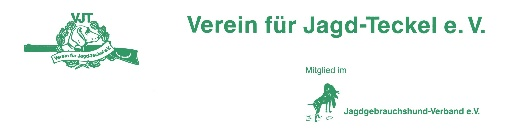 VJT
Verein für Jagd-Teckel e. V.
Verein für Jagd-Teckel e.V.
Mitglied im
Jagdgebrauchshund-Verband e.V.